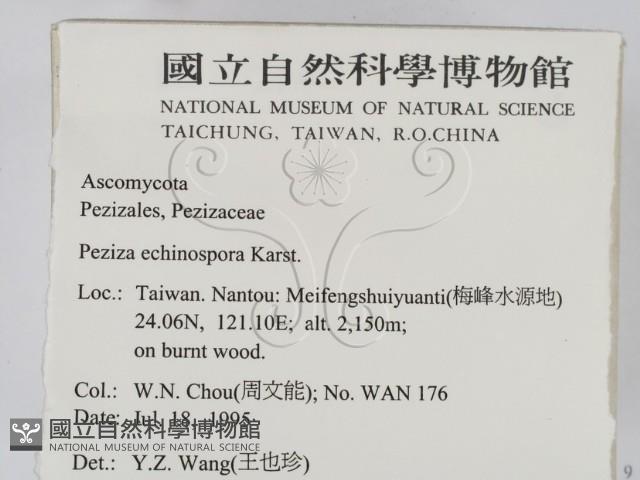 國立自然科學博物館
NATIONAL MUSEUM OF NATURAL SCIENCE
TAICHUNG, TAIWAN, R.O.CHINA
Ascomycota
Pezizales, Pezizaceae
Peziza echinospora Karst.
Loc.: Taiwan. Nantou: Meifengshuiyuanti(梅峰水源地)
24.06N, 121.10E; alt. 2,150m;
on burnt wood.
Col.: W.N. Chou(周文能); No. WAN 176
Date: Jul. 18, 1995
國立自然科學博物館
NATIONAL MUSEUM OF NATURAL SCIENCE
Det.: Y.Z. Wang(王也珍)
9